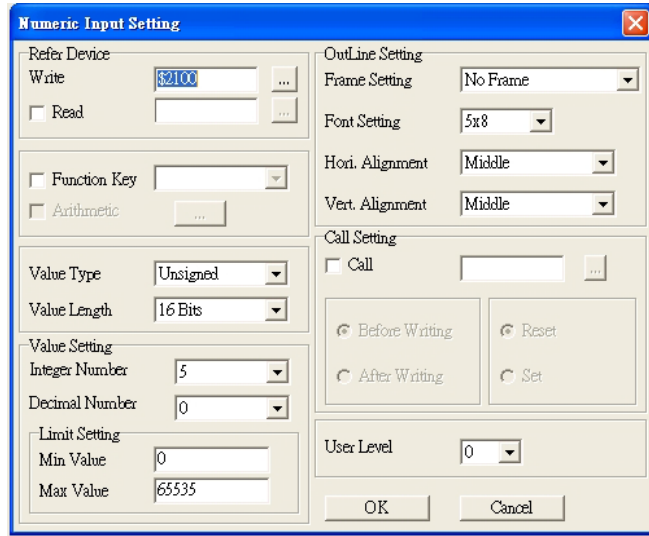 Numeric Input Setting
Refer Device
Write $2100 ...
Read ...
Function Key
Arithmetic ...
Value Type Unsigned
Value Length 16 Bits
Value Setting
Integer Number 5
Decimal Number 0
Limit Setting
Min Value 0
Max Value 65535
OutLine Setting
Frame Setting No Frame
Font Setting 5x8
Hori. Alignment Middle
Vert. Alignment Middle
Call Setting
Call ...
Before Writing Reset
After Writing Set
User Level 0
OK Cancel